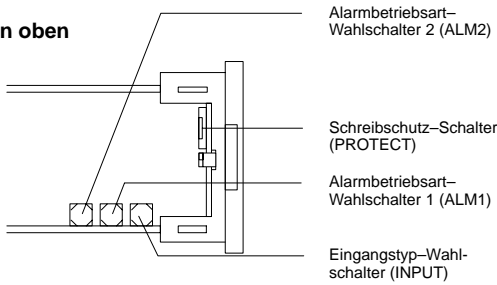 n oben
Alarmbetriebsart–
Wahlschalter 2 (ALM2)
Schreibschutz–Schalter
(PROTECT)
Alarmbetriebsart–
Wahlschalter 1 (ALM1)
Eingangstyp–Wahl-
schalter (INPUT)